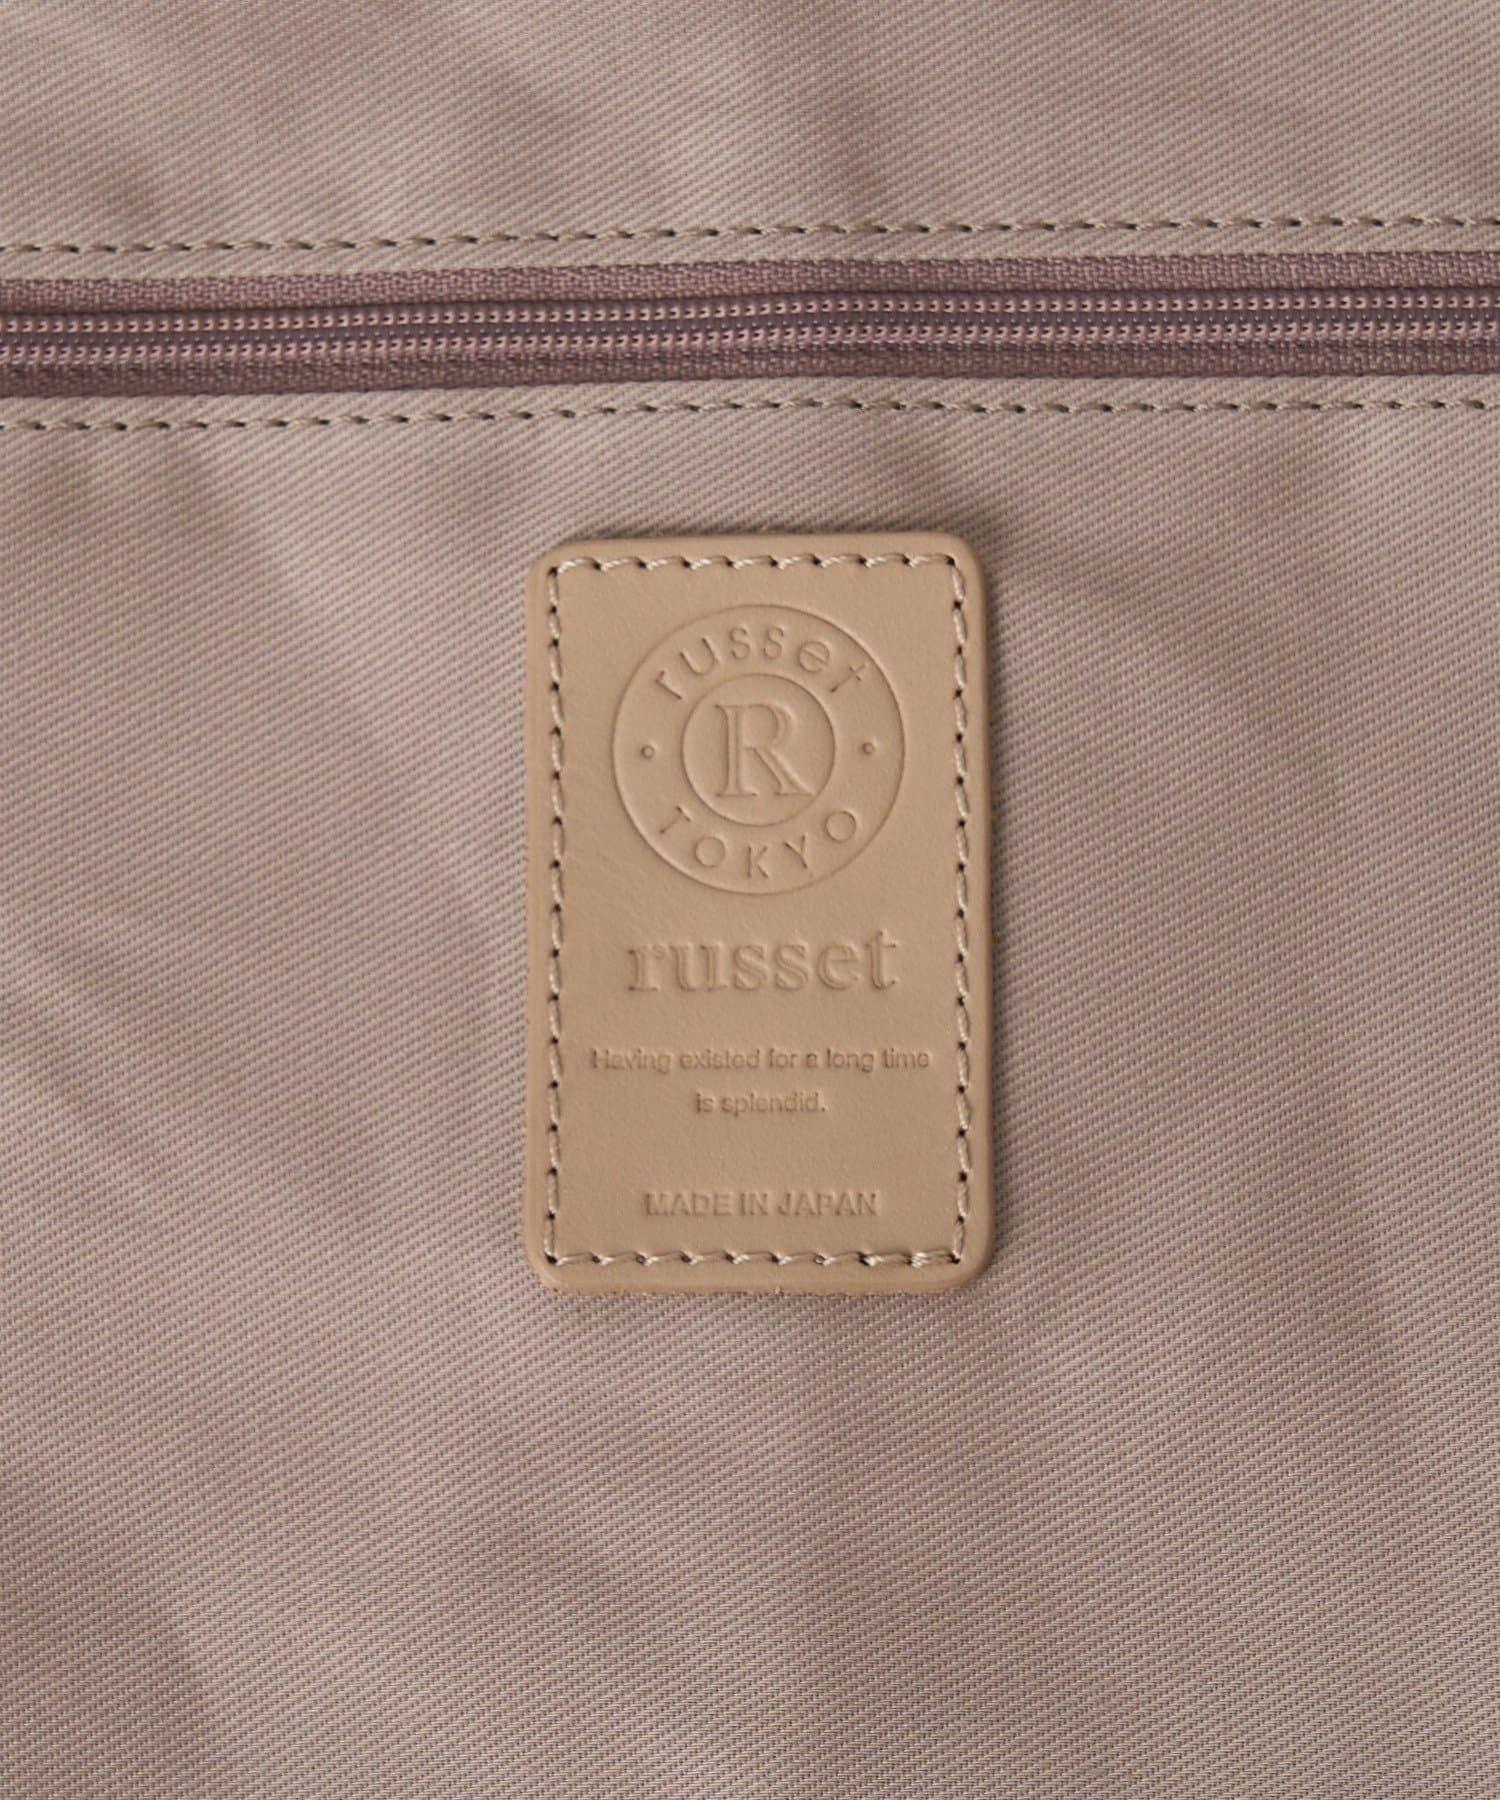 russet
R
TOKYO
russet
Having existed for a long time
is splendid.
MADE IN JAPAN